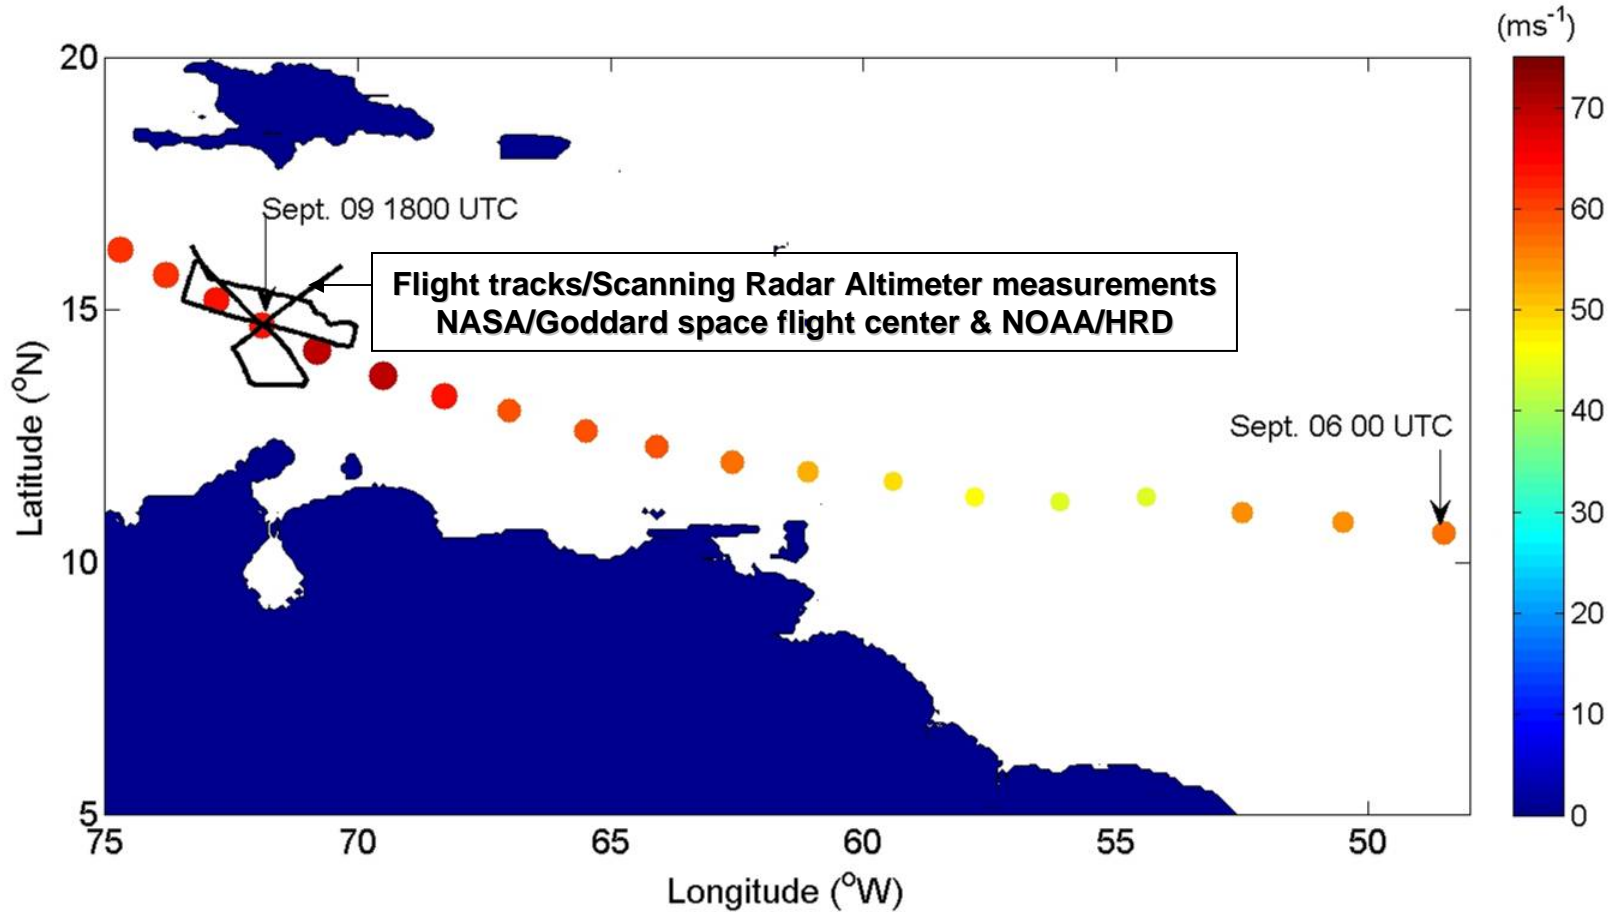 (ms⁻¹)
20
70
Sept. 09 1800 UTC
60
Flight tracks/Scanning Radar Altimeter measurements
NASA/Goddard space flight center & NOAA/HRD
15
50
Latitude (°N)
Sept. 06 00 UTC
40
30
10
20
10
5
0
75 70 65 60 55 50
Longitude (°W)